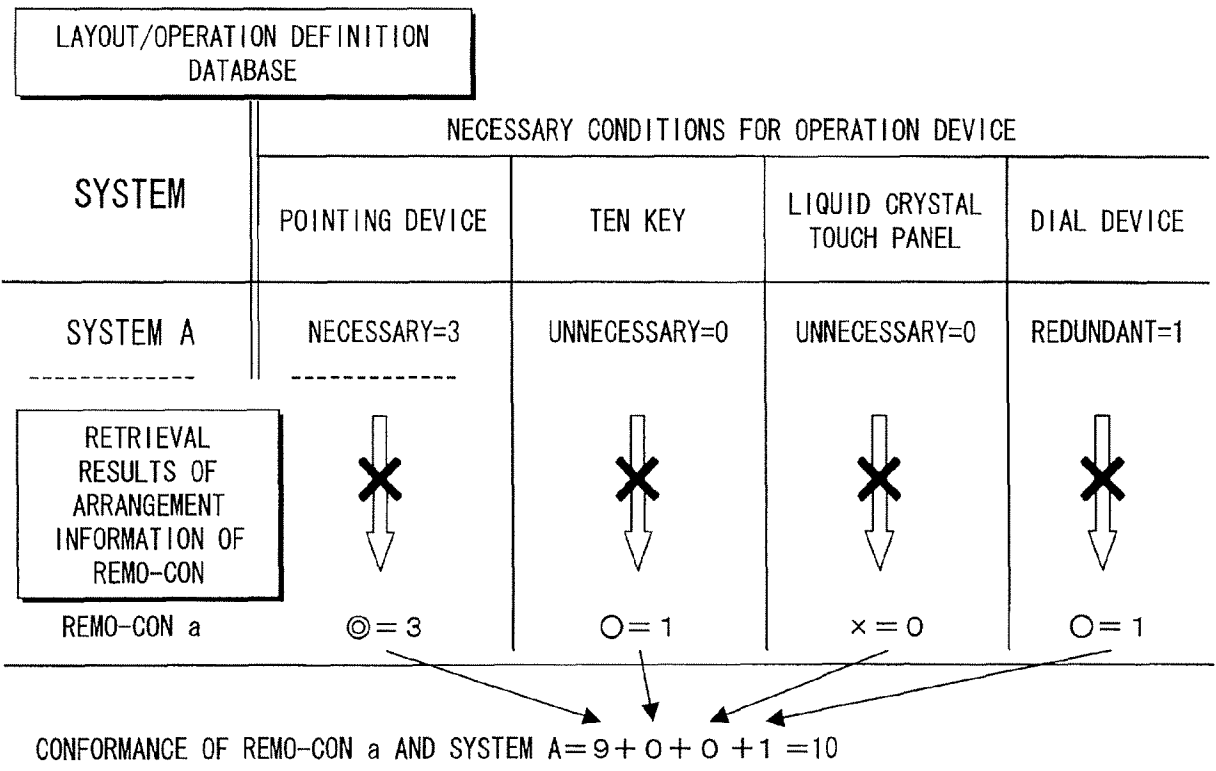 LAYOUT/OPERATION DEFINITION
DATABASE
NECESSARY CONDITIONS FOR OPERATION DEVICE
SYSTEM
POINTING DEVICE
TEN KEY
LIQUID CRYSTAL
TOUCH PANEL
DIAL DEVICE
SYSTEM A
NECESSARY=3
UNNECESSARY=0
UNNECESSARY=0
REDUNDANT=1
RETRIEVAL
RESULTS OF
ARRANGEMENT
INFORMATION OF
REMO-CON
REMO-CON a
◎=3
○=1
×=0
○=1
CONFORMANCE OF REMO-CON a AND SYSTEM A=9+0+0+1=10